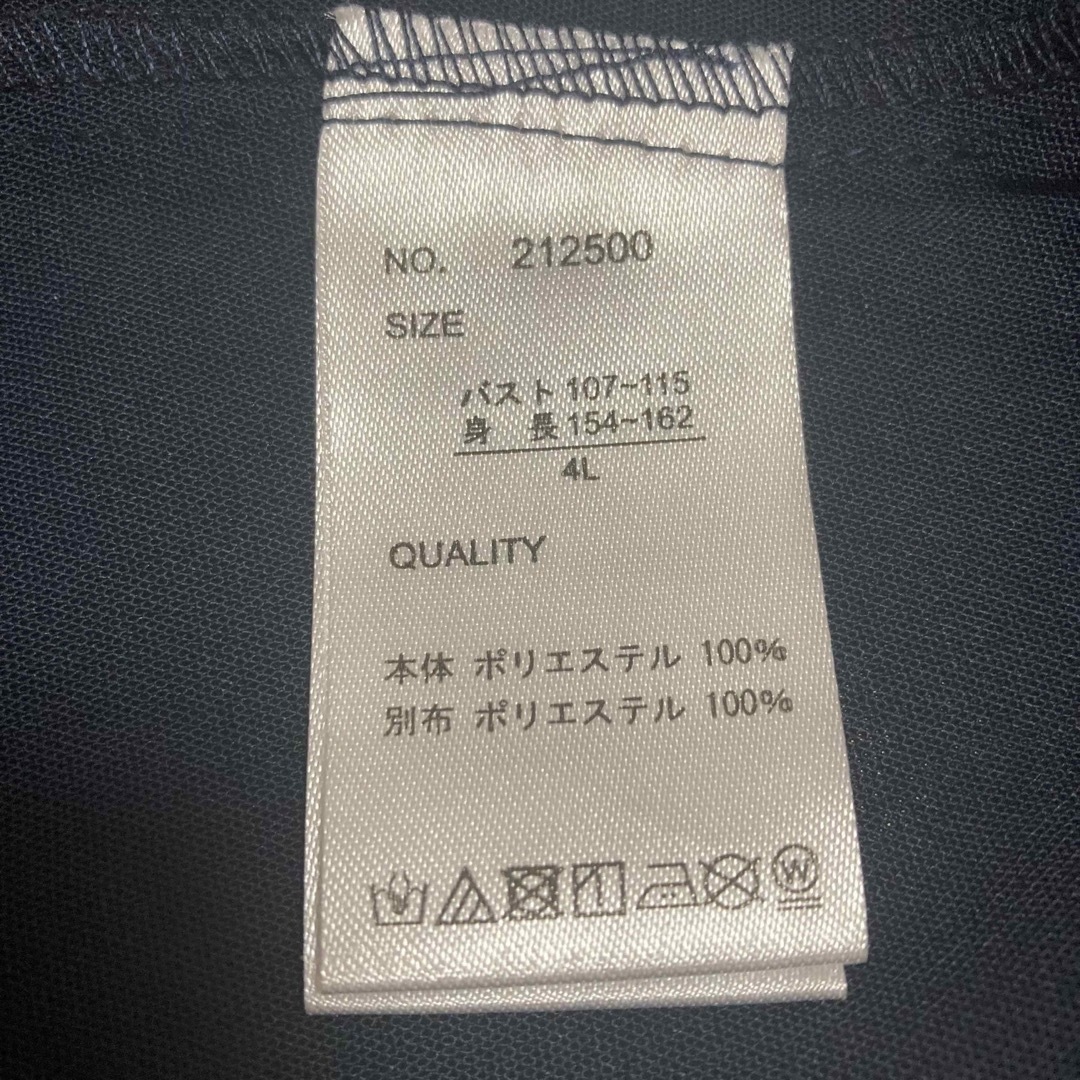 NO. 212500
SIZE
バスト 107~115
身 長 154~162
4L
QUALITY
本体 ポリエステル 100%
別布 ポリエステル 100%
W